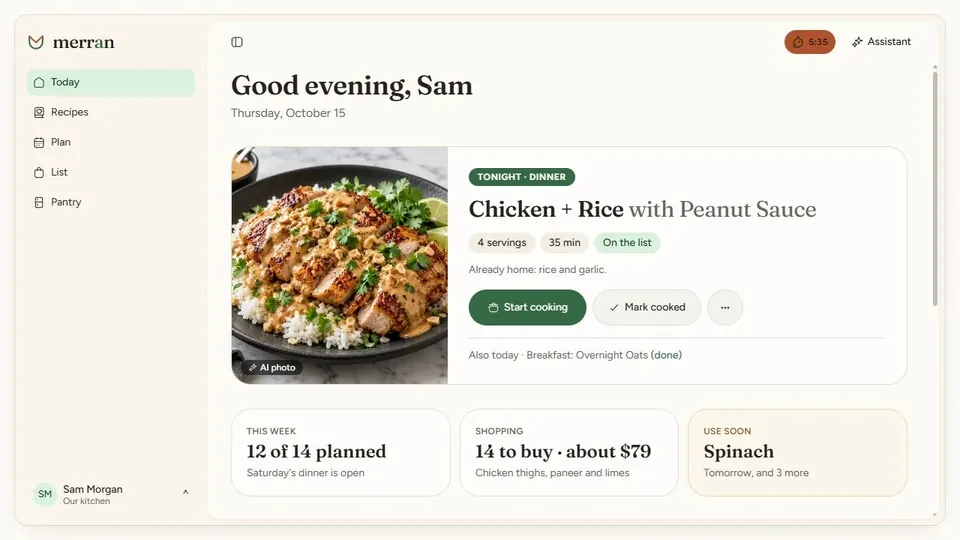 merran
5:35
Assistant
Today
Recipes
Plan
List
Pantry
Good evening, Sam
Thursday, October 15
TONIGHT · DINNER
Chicken + Rice with Peanut Sauce
4 servings
35 min
On the list
Already home: rice and garlic.
Start cooking
Mark cooked
Also today · Breakfast: Overnight Oats (done)
AI photo
THIS WEEK
12 of 14 planned
Saturday's dinner is open
SHOPPING
14 to buy · about $79
Chicken thighs, paneer and limes
USE SOON
Spinach
Tomorrow, and 3 more
SM
Sam Morgan
Our kitchen